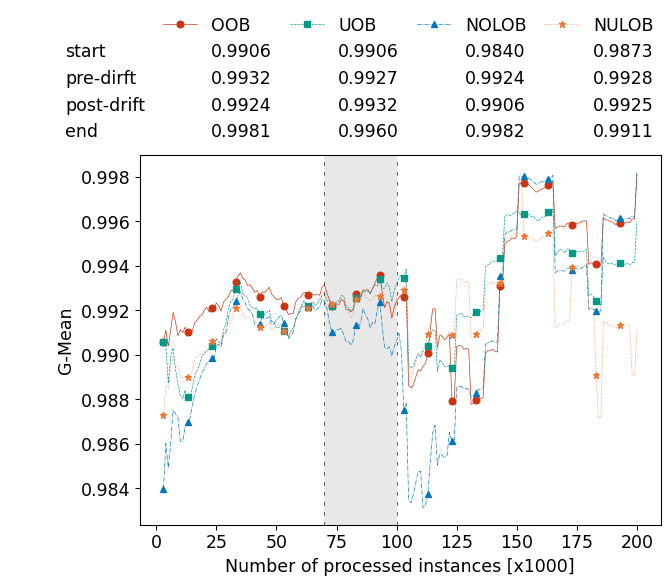 OOB UOB NOLOB NULOB
start 0.9906 0.9906 0.9840 0.9873
pre-dirft 0.9932 0.9927 0.9924 0.9928
post-drift 0.9924 0.9932 0.9906 0.9925
end 0.9981 0.9960 0.9982 0.9911
0.998
0.996
0.994
0.992
0.990
0.988
0.986
0.984
G-Mean
0 25 50 75 100 125 150 175 200
Number of processed instances [x1000]